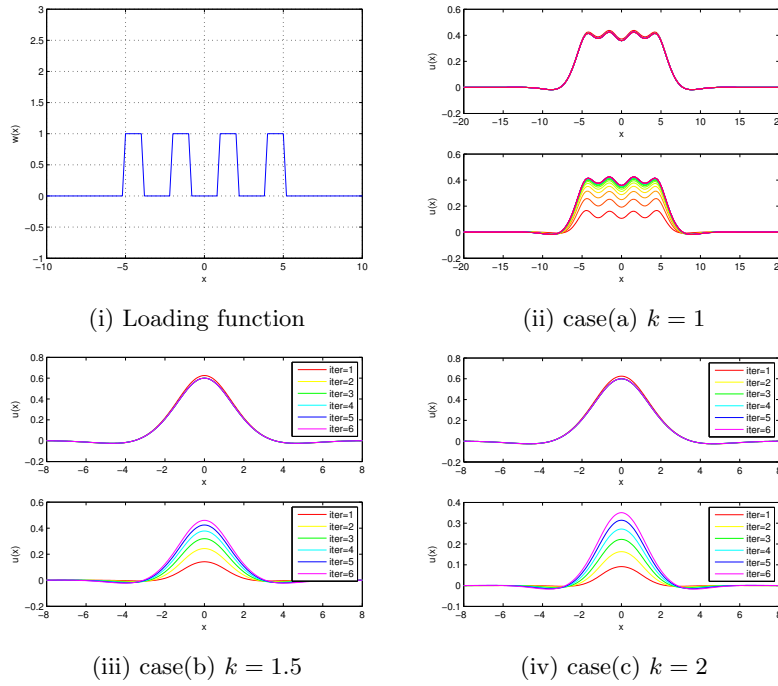 3
2.5
2
1.5
1
0.5
0
−0.5
−1
w(x)
−10 −5 0 5 10
x
(i) Loading function
0.6
0.4
0.2
0
−0.2
u(x)
−20 −15 −10 −5 0 5 10 15 20
x
0.6
0.4
0.2
0
−0.2
u(x)
−20 −15 −10 −5 0 5 10 15 20
x
(ii) case(a) k = 1
0.8
0.6
0.4
0.2
0
−0.2
u(x)
iter=1
iter=2
iter=3
iter=4
iter=5
iter=6
−8 −6 −4 −2 0 2 4 6 8
x
0.6
0.4
0.2
0
−0.2
u(x)
iter=1
iter=2
iter=3
iter=4
iter=5
iter=6
−8 −6 −4 −2 0 2 4 6 8
x
(iii) case(b) k = 1.5
0.8
0.6
0.4
0.2
0
−0.2
u(x)
iter=1
iter=2
iter=3
iter=4
iter=5
iter=6
−8 −6 −4 −2 0 2 4 6 8
x
0.4
0.3
0.2
0.1
0
−0.1
u(x)
iter=1
iter=2
iter=3
iter=4
iter=5
iter=6
−8 −6 −4 −2 0 2 4 6 8
x
(iv) case(c) k = 2